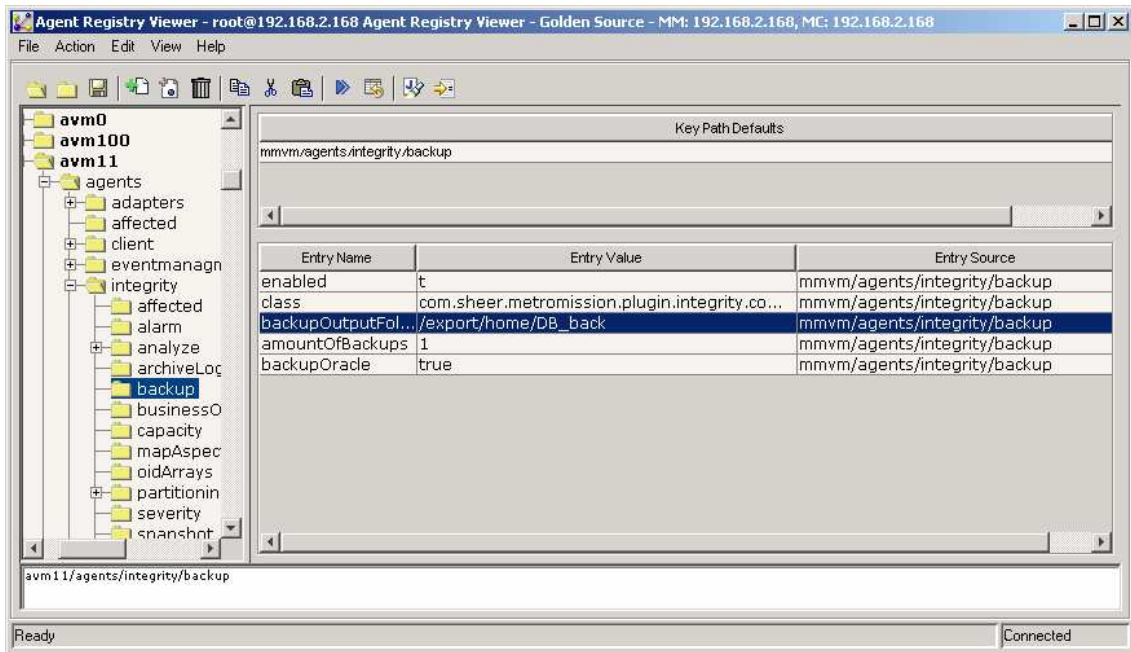 Agent Registry Viewer - root@192.168.2.168 Agent Registry Viewer - Golden Source - MM: 192.168.2.168, MC: 192.168.2.168
File Action Edit View Help
avm0
avm100
avm11
agents
adapters
affected
client
eventmanagn
integrity
affected
alarm
analyze
archiveLog
backup
businessO
capacity
mapAspec
oidArrays
partitionin
severity
snapshot
Key Path Defaults
mmvm/agents/integrity/backup
Entry Name Entry Value Entry Source
enabled t mmvm/agents/integrity/backup
class com.sheer.metromission.plugin.integrity.co... mmvm/agents/integrity/backup
backupOutputFol... /export/home/DB_back mmvm/agents/integrity/backup
amountOfBackups 1 mmvm/agents/integrity/backup
backupOracle true mmvm/agents/integrity/backup
avm11/agents/integrity/backup
Ready Connected